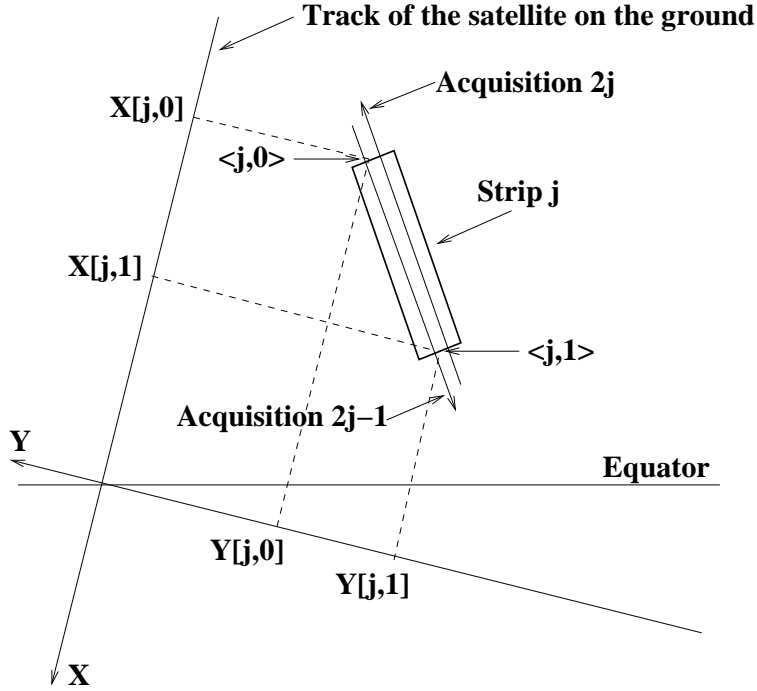 Track of the satellite on the ground
Acquisition 2j
X[j,0]
<j,0>
Strip j
X[j,1]
<j,1>
Acquisition 2j−1
Y
Equator
Y[j,0]
Y[j,1]
X